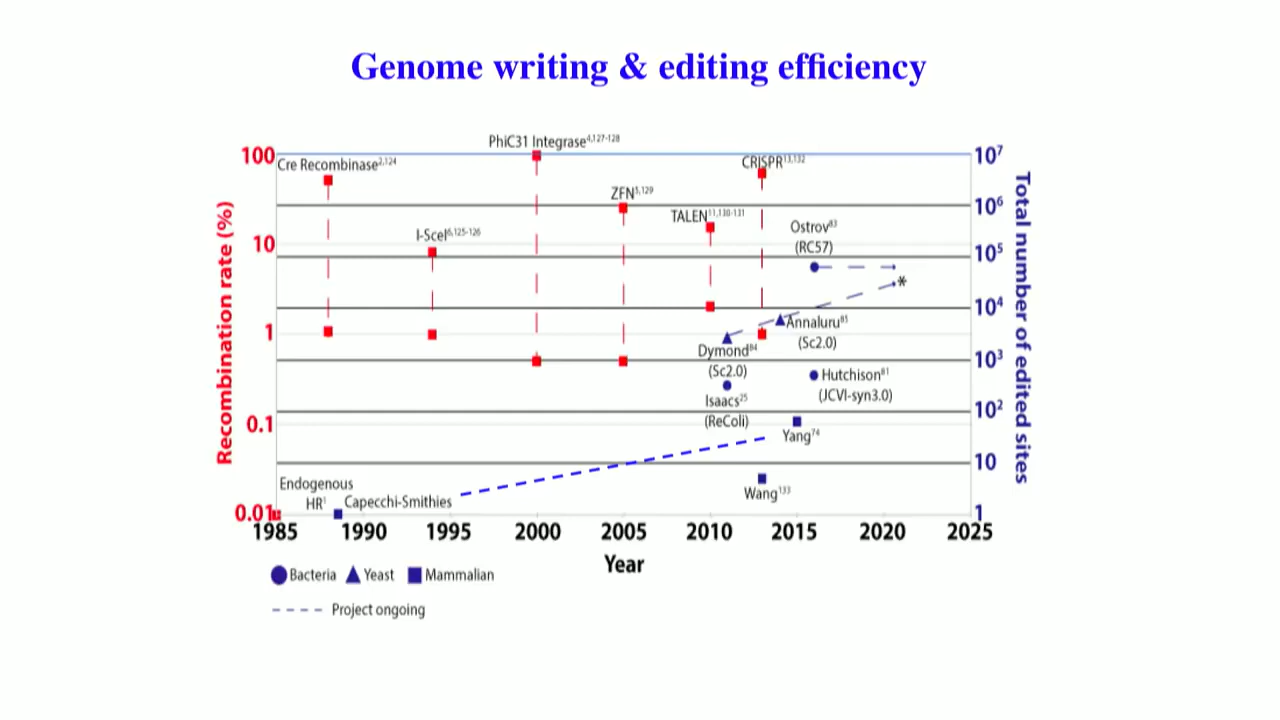 Genome writing & editing efficiency
PhiC31 Integrase4,127-128
100
Cre Recombinase2,124
CRISPR13,132
10⁷
ZFN5,129
10⁶
TALEN11,130-131
I-SceI6,125-126
Ostrov83
(RC57)
10
10⁵
*
10⁴
Annaluru85
(Sc2.0)
1
Dymond84
(Sc2.0)
10³
Hutchison81
(JCVI-syn3.0)
Isaacs25
(ReColi)
10²
0.1
Yang74
10
Wang133
Endogenous
HR1
Capecchi-Smithies
0.01
1
Recombination rate (%)
Total number of edited sites
1985 1990 1995 2000 2005 2010 2015 2020 2025
Year
Bacteria Yeast Mammalian
Project ongoing